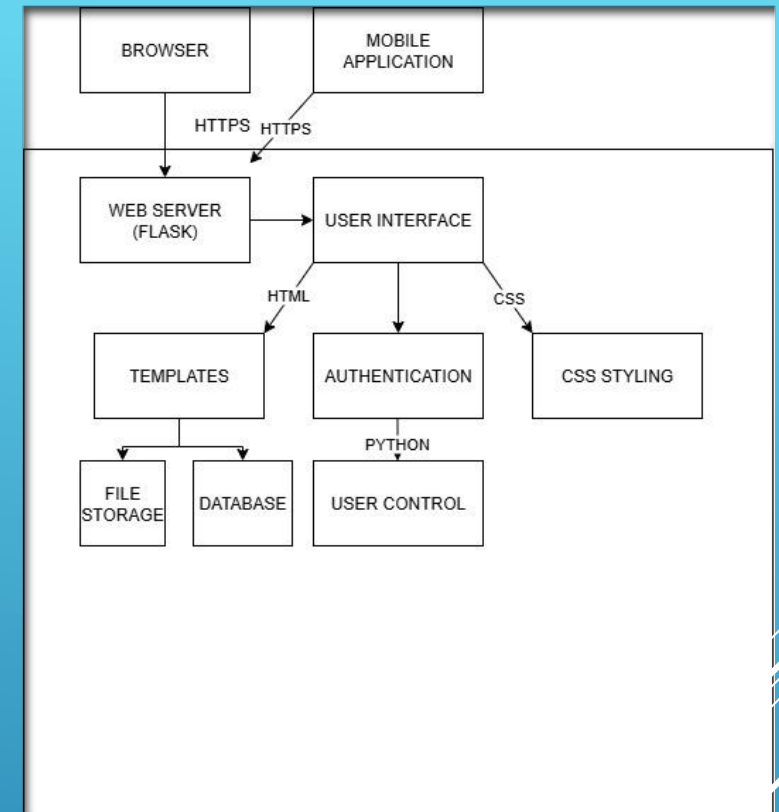 BROWSER
MOBILE
APPLICATION
HTTPS
HTTPS
WEB SERVER
(FLASK)
USER INTERFACE
HTML
CSS
TEMPLATES
AUTHENTICATION
CSS STYLING
PYTHON
FILE
STORAGE
DATABASE
USER CONTROL